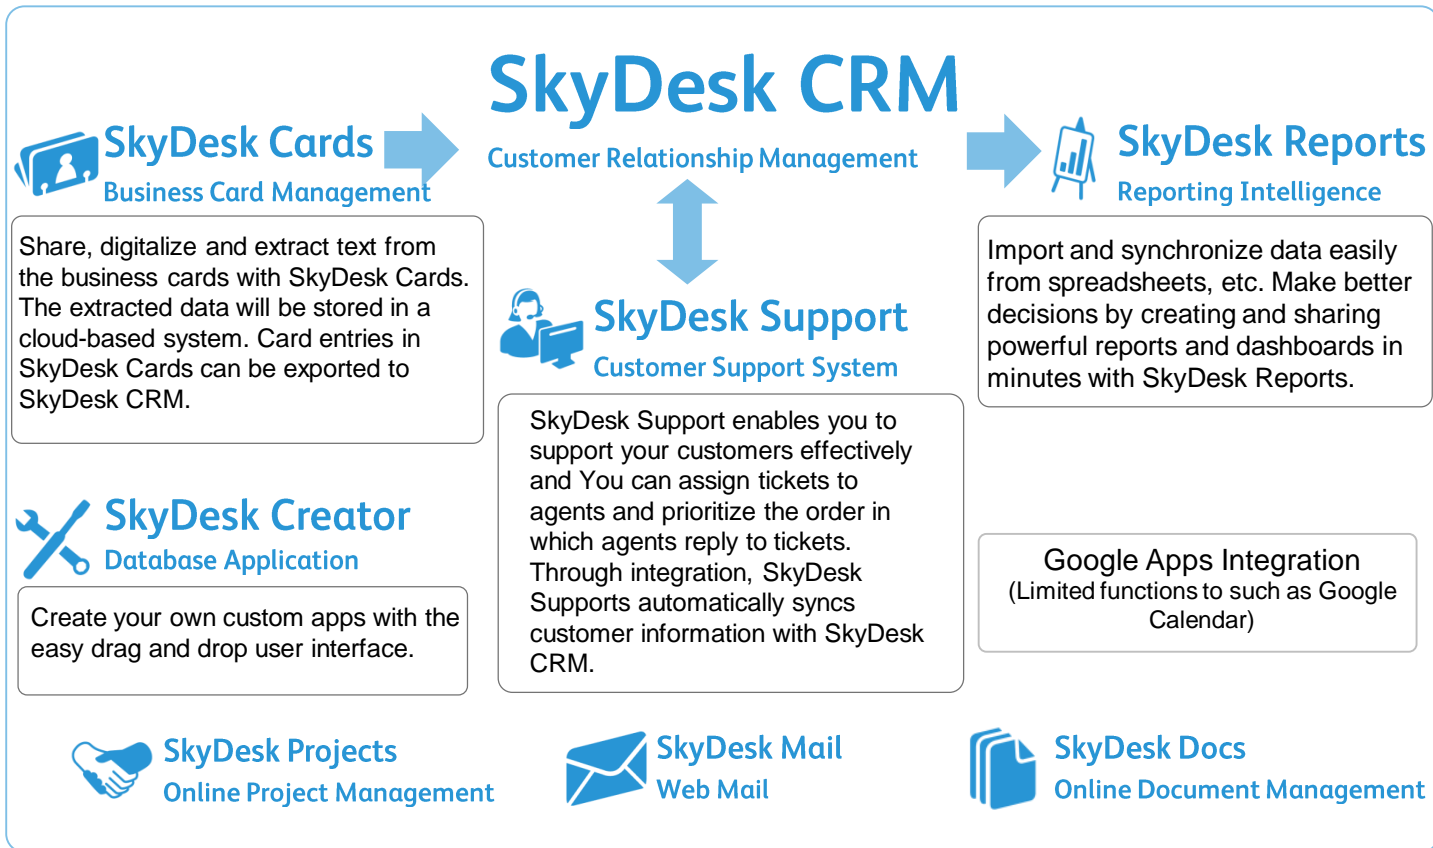 SkyDesk CRM
Customer Relationship Management
SkyDesk Cards
Business Card Management
Share, digitalize and extract text from
the business cards with SkyDesk Cards.
The extracted data will be stored in a
cloud-based system. Card entries in
SkyDesk Cards can be exported to
SkyDesk CRM.
SkyDesk Reports
Reporting Intelligence
Import and synchronize data easily
from spreadsheets, etc. Make better
decisions by creating and sharing
powerful reports and dashboards in
minutes with SkyDesk Reports.
SkyDesk Support
Customer Support System
SkyDesk Support enables you to
support your customers effectively
and You can assign tickets to
agents and prioritize the order in
which agents reply to tickets.
Through integration, SkyDesk
Supports automatically syncs
customer information with SkyDesk
CRM.
SkyDesk Creator
Database Application
Create your own custom apps with the
easy drag and drop user interface.
Google Apps Integration
(Limited functions to such as Google
Calendar)
SkyDesk Projects
Online Project Management
SkyDesk Mail
Web Mail
SkyDesk Docs
Online Document Management